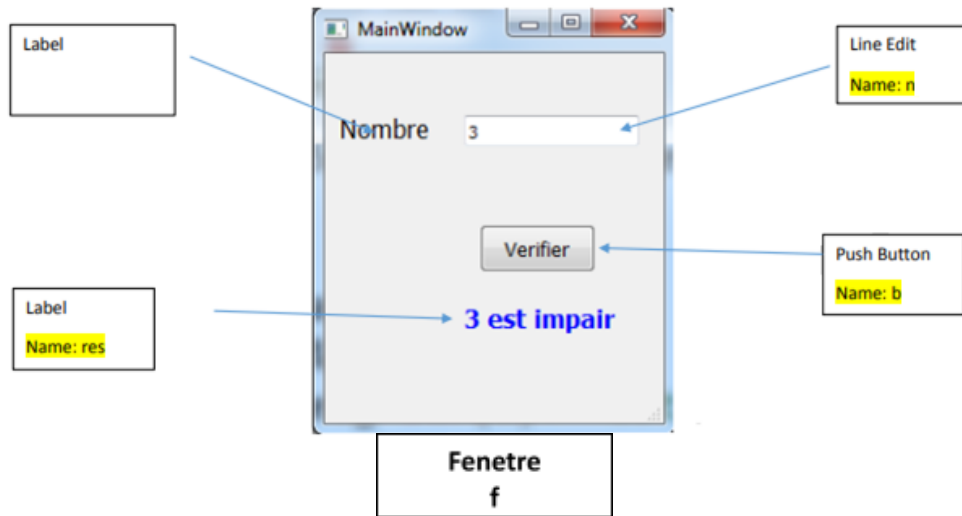 MainWindow
Label
Line Edit
Name: n
Nombre
3
Verifier
Push Button
Name: b
Label
Name: res
3 est impair
Fenetre
f